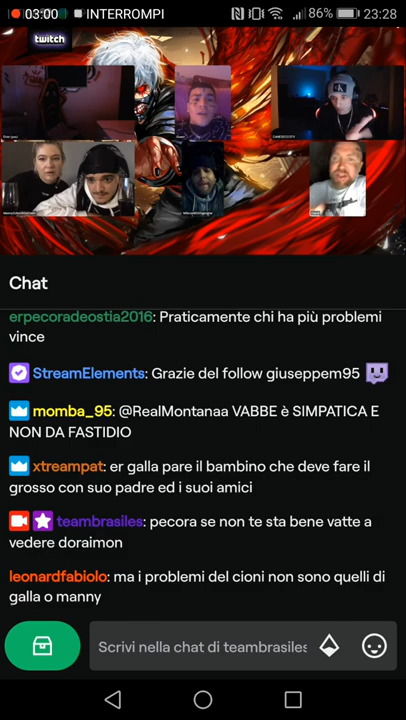 03:00 INTERROMPI 86% 23:28
twitch
Chat
erpecoradeostia2016: Praticamente chi ha più problemi
vince
StreamElements: Grazie del follow giuseppem95
momba_95: @RealMontanaa VABBE è SIMPATICA E
NON DA FASTIDIO
xtreampat: er galla pare il bambino che deve fare il
grosso con suo padre ed i suoi amici
teambrasiles: pecora se non te sta bene vatte a
vedere doraimon
leonardfabiolo: ma i problemi del cioni non sono quelli di
galla o manny
Scrivi nella chat di teambrasiles